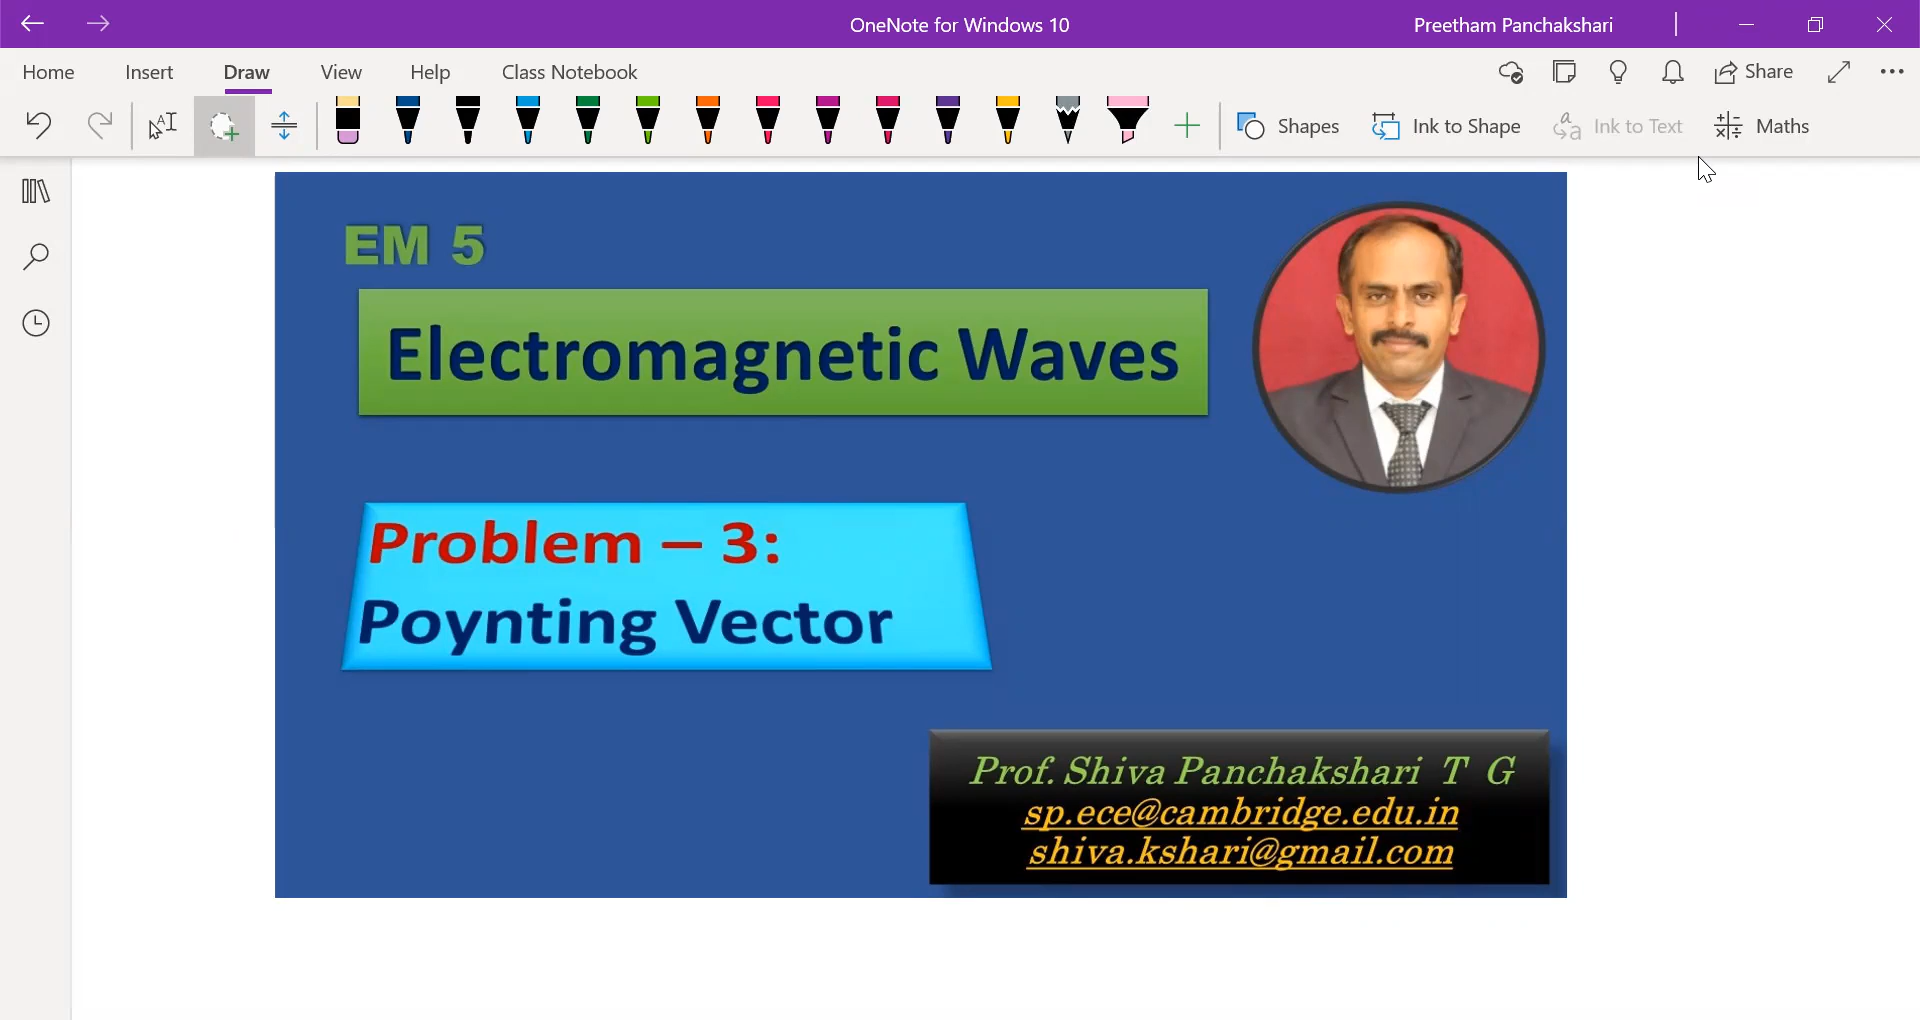 OneNote for Windows 10
Preetham Panchakshari
Home Insert Draw View Help Class Notebook
Share
Shapes Ink to Shape Ink to Text Maths
EM 5
Electromagnetic Waves
Problem – 3:
Poynting Vector
Prof. Shiva Panchakshari T G
sp.ece@cambridge.edu.in
shiva.kshari@gmail.com